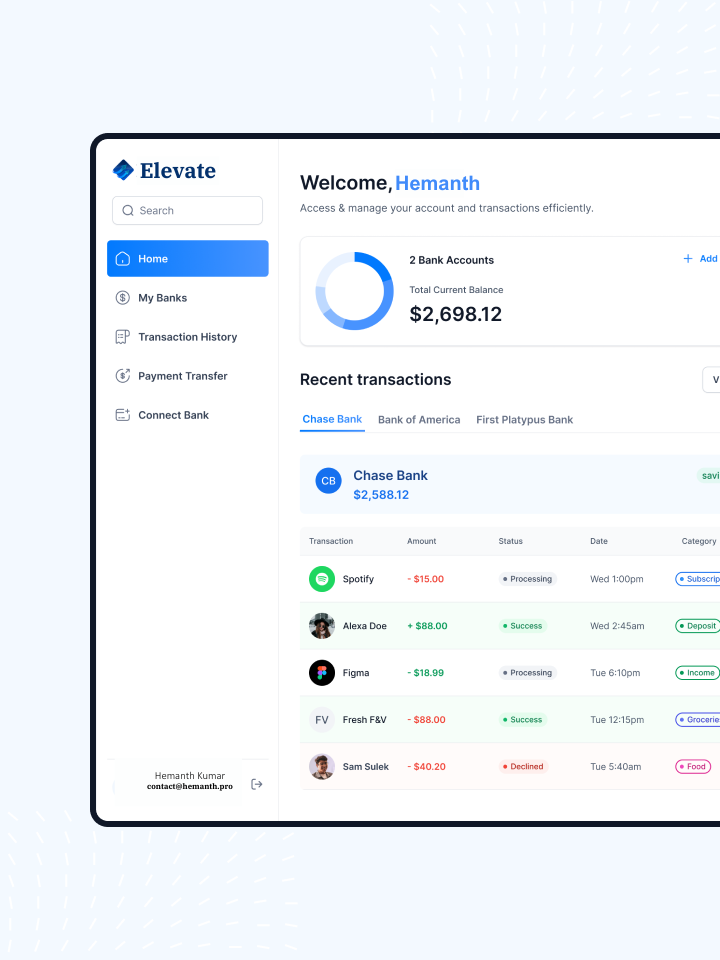 Elevate
Search
Home
My Banks
Transaction History
Payment Transfer
Connect Bank
Hemanth Kumar
contact@hemanth.pro
Welcome, Hemanth
Access & manage your account and transactions efficiently.
2 Bank Accounts
Add
Total Current Balance
$2,698.12
Recent transactions
V
Chase Bank Bank of America First Platypus Bank
CB
Chase Bank
$2,588.12
savi
Transaction Amount Status Date Category
Spotify - $15.00 Processing Wed 1:00pm Subscrip
Alexa Doe + $88.00 Success Wed 2:45am Deposit
Figma - $18.99 Processing Tue 6:10pm Income
FV Fresh F&V - $88.00 Success Tue 12:15pm Grocerie
Sam Sulek - $40.20 Declined Tue 5:40am Food